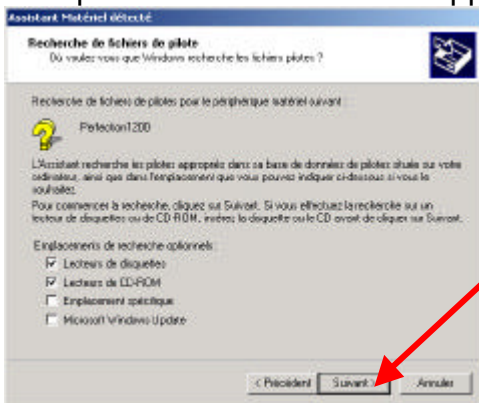 Assistant Matériel détecté
Recherche de fichiers de pilote
Où voulez vous que Windows recherche les fichiers pilotes ?
Recherche de fichiers de pilotes pour le périphérique matériel suivant :
Perfection1200
L'Assistant recherche les pilotes appropriés dans sa base de données de pilotes située sur votre
ordinateur, ainsi que dans l'emplacement que vous pouvez indiquer ci-dessous si vous le
souhaitez.
Pour commencer la recherche, cliquez sur Suivant. Si vous effectuez la recherche sur un
lecteur de disquettes ou de CD-ROM, insérez la disquette ou le CD avant de cliquer sur Suivant.
Emplacements de recherche optionnels :
Lecteurs de disquettes
Lecteurs de CD-ROM
Emplacement spécifique
Microsoft Windows Update
< Précédent Suivant > Annuler